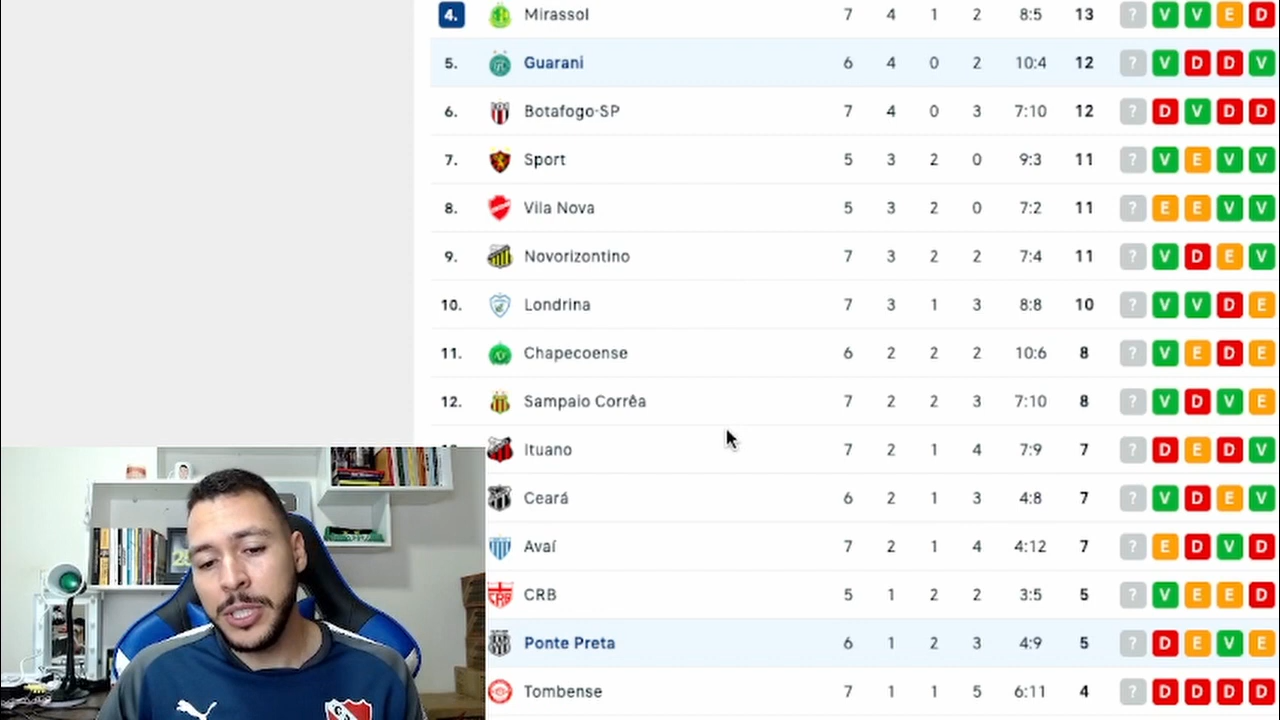 4. Mirassol 7 4 1 2 8:5 13 ? V V E D
5. Guarani 6 4 0 2 10:4 12 ? V D D V
6. Botafogo-SP 7 4 0 3 7:10 12 ? D V D D
7. Sport 5 3 2 0 9:3 11 ? V E V V
8. Vila Nova 5 3 2 0 7:2 11 ? E E V V
9. Novorizontino 7 3 2 2 7:4 11 ? V D E V
10. Londrina 7 3 1 3 8:8 10 ? V V D E
11. Chapecoense 6 2 2 2 10:6 8 ? V E D E
12. Sampaio Corrêa 7 2 2 3 7:10 8 ? V D V E
Ituano 7 2 1 4 7:9 7 ? D E D V
Ceará 6 2 1 3 4:8 7 ? V D E V
Avaí 7 2 1 4 4:12 7 ? E D V D
CRB 5 1 2 2 3:5 5 ? V E E D
Ponte Preta 6 1 2 3 4:9 5 ? D E V E
Tombense 7 1 1 5 6:11 4 ? D D D D